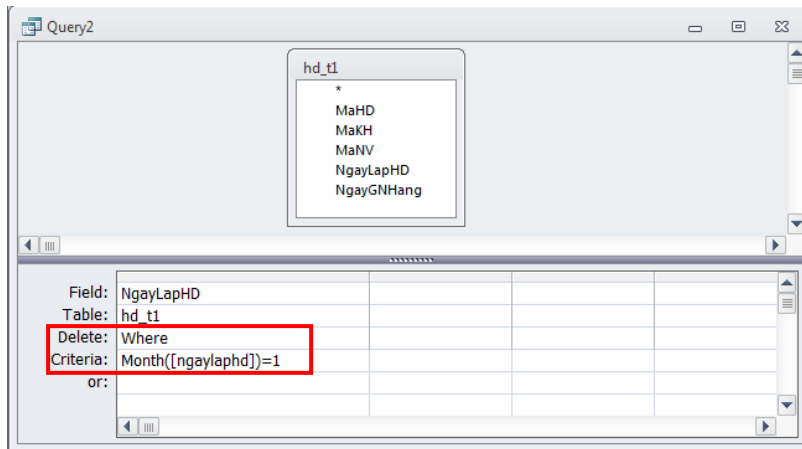 Query2
hd_t1
*
MaHD
MaKH
MaNV
NgayLapHD
NgayGNHang
Field: NgayLapHD
Table: hd_t1
Delete: Where
Criteria: Month([ngaylaphd])=1
or: